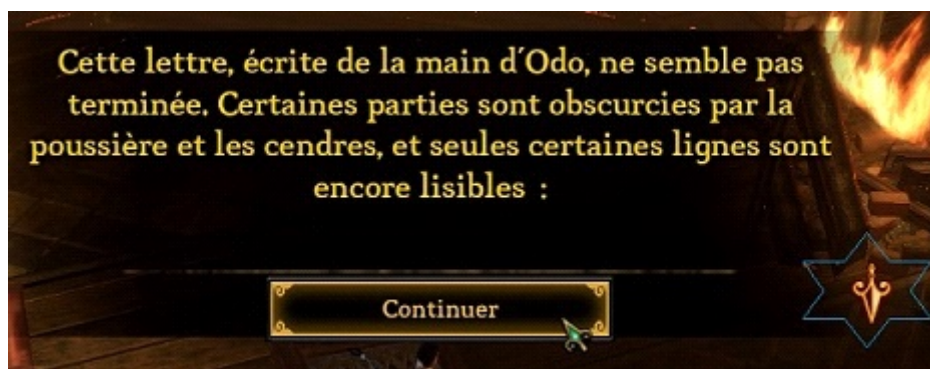 Cette lettre, écrite de la main d´Odo, ne semble pas
terminée. Certaines parties sont obscurcies par la
poussière et les cendres, et seules certaines lignes sont
encore lisibles :
Continuer